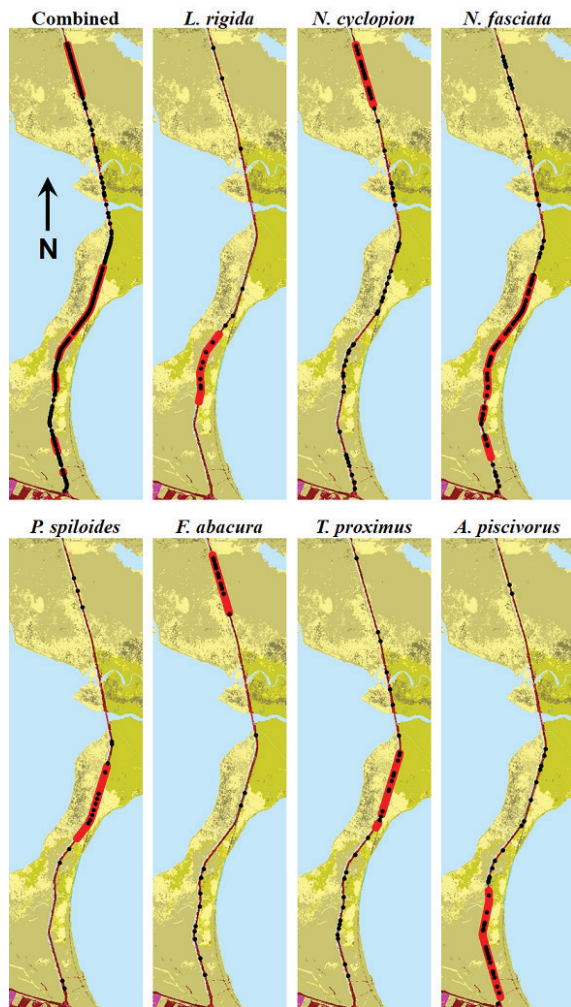 Combined L. rigida N. cyclopion N. fasciata
N
P. spiloides F. abacura T. proximus A. piscivorus